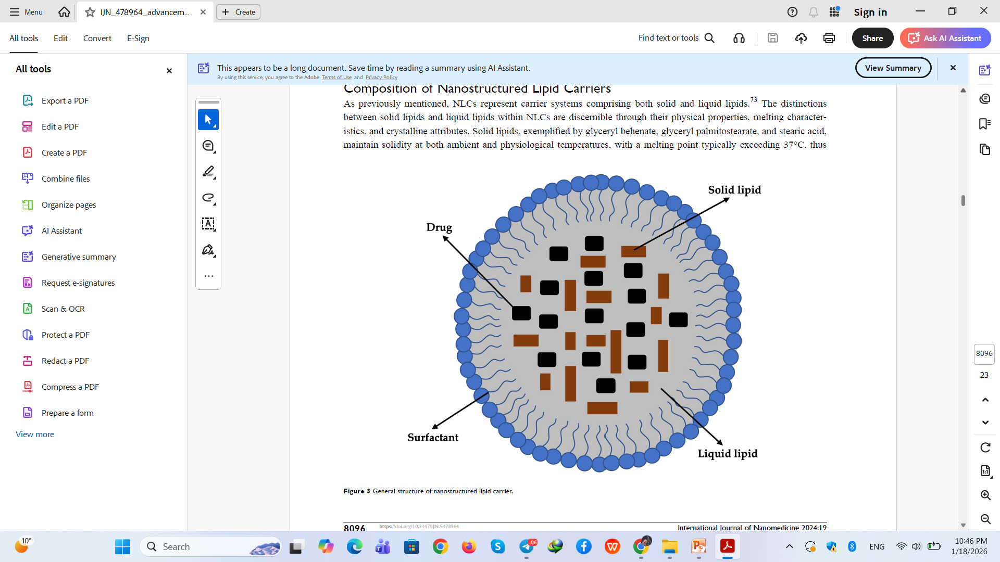 Menu
IJN_478964_advancem...
Create
Sign in
All tools
Edit
Convert
E-Sign
Find text or tools
Share
Ask AI Assistant
All tools
This appears to be a long document. Save time by reading a summary using AI Assistant.
By using this service, you agree to the Adobe Terms of Use and Privacy Policy
View Summary
Export a PDF
Edit a PDF
Create a PDF
Combine files
Organize pages
AI Assistant
Generative summary
Request e-signatures
Scan & OCR
Protect a PDF
Redact a PDF
Compress a PDF
Prepare a form
View more
Composition of Nanostructured Lipid Carriers
As previously mentioned, NLCs represent carrier systems comprising both solid and liquid lipids.73 The distinctions
between solid lipids and liquid lipids within NLCs are discernible through their physical properties, melting character-
istics, and crystalline attributes. Solid lipids, exemplified by glyceryl behenate, glyceryl palmitostearate, and stearic acid,
maintain solidity at both ambient and physiological temperatures, with a melting point typically exceeding 37°C, thus
Solid lipid
Drug
Surfactant
Liquid lipid
Figure 3 General structure of nanostructured lipid carrier.
8096
https://doi.org/10.2147/IJN.S478964
International Journal of Nanomedicine 2024:19
8096
23
10°
Search
.06
ENG
10:46 PM
1/18/2026